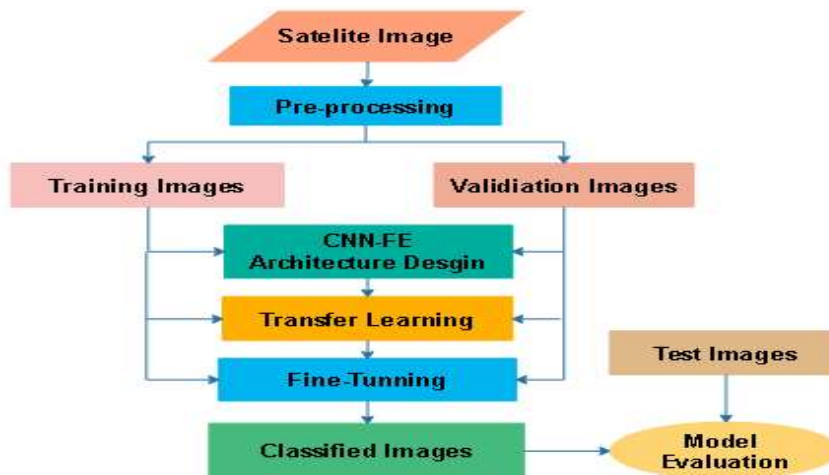 Satelite Image
Pre-processing
Training Images
Validiation Images
CNN-FE
Architecture Desgin
Transfer Learning
Test Images
Fine-Tunning
Classified Images
Model
Evaluation